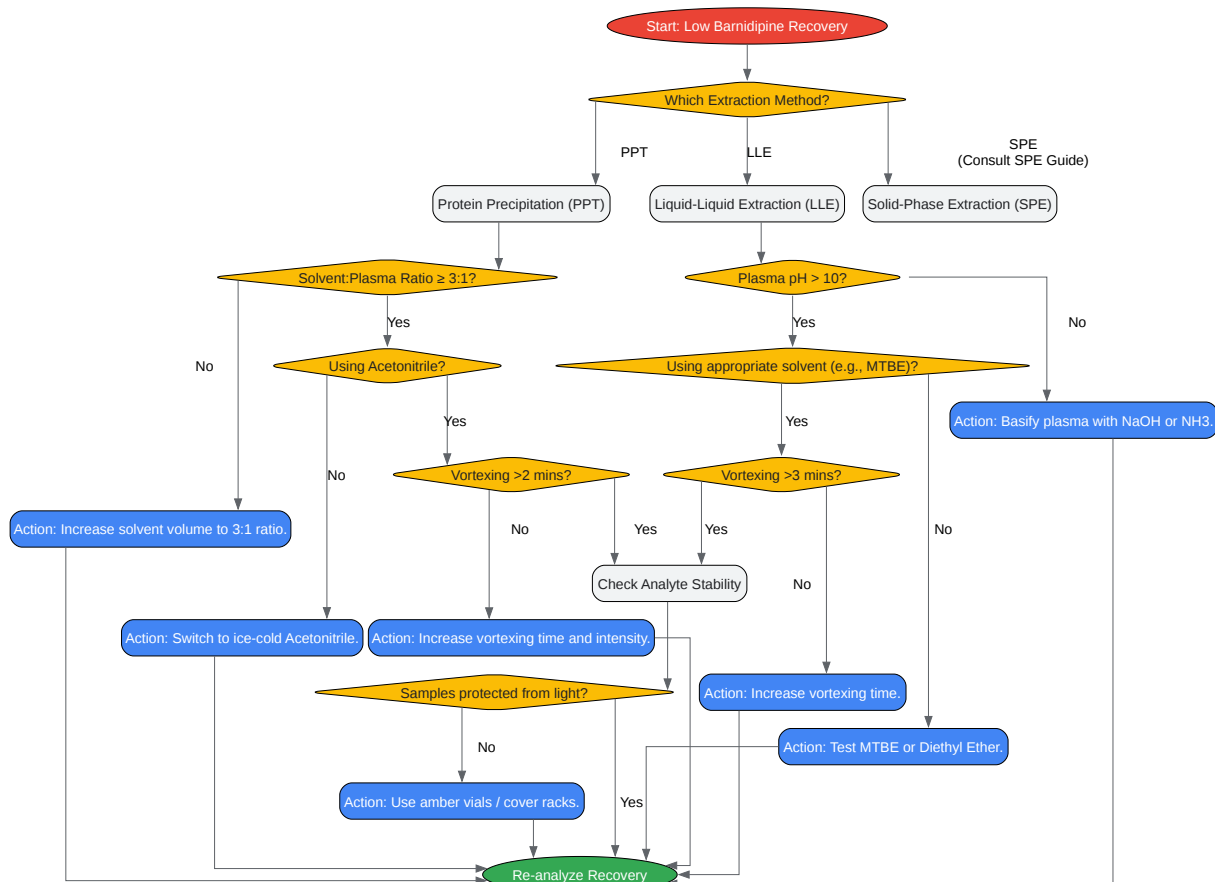 Start: Low Barnidipine Recovery
Which Extraction Method?
PPT
LLE
SPE
(Consult SPE Guide)
Protein Precipitation (PPT)
Liquid-Liquid Extraction (LLE)
Solid-Phase Extraction (SPE)
Solvent:Plasma Ratio ≥ 3:1?
Plasma pH > 10?
Yes
Yes
No
No
Using Acetonitrile?
Using appropriate solvent (e.g., MTBE)?
Yes
Yes
Action: Basify plasma with NaOH or NH3.
No
Vortexing >2 mins?
Vortexing >3 mins?
Action: Increase solvent volume to 3:1 ratio.
No
Yes
Yes
No
Check Analyte Stability
No
Action: Switch to ice-cold Acetonitrile.
Action: Increase vortexing time and intensity.
Samples protected from light?
Action: Increase vortexing time.
No
Action: Test MTBE or Diethyl Ether.
Action: Use amber vials / cover racks.
Yes
Re-analyze Recovery